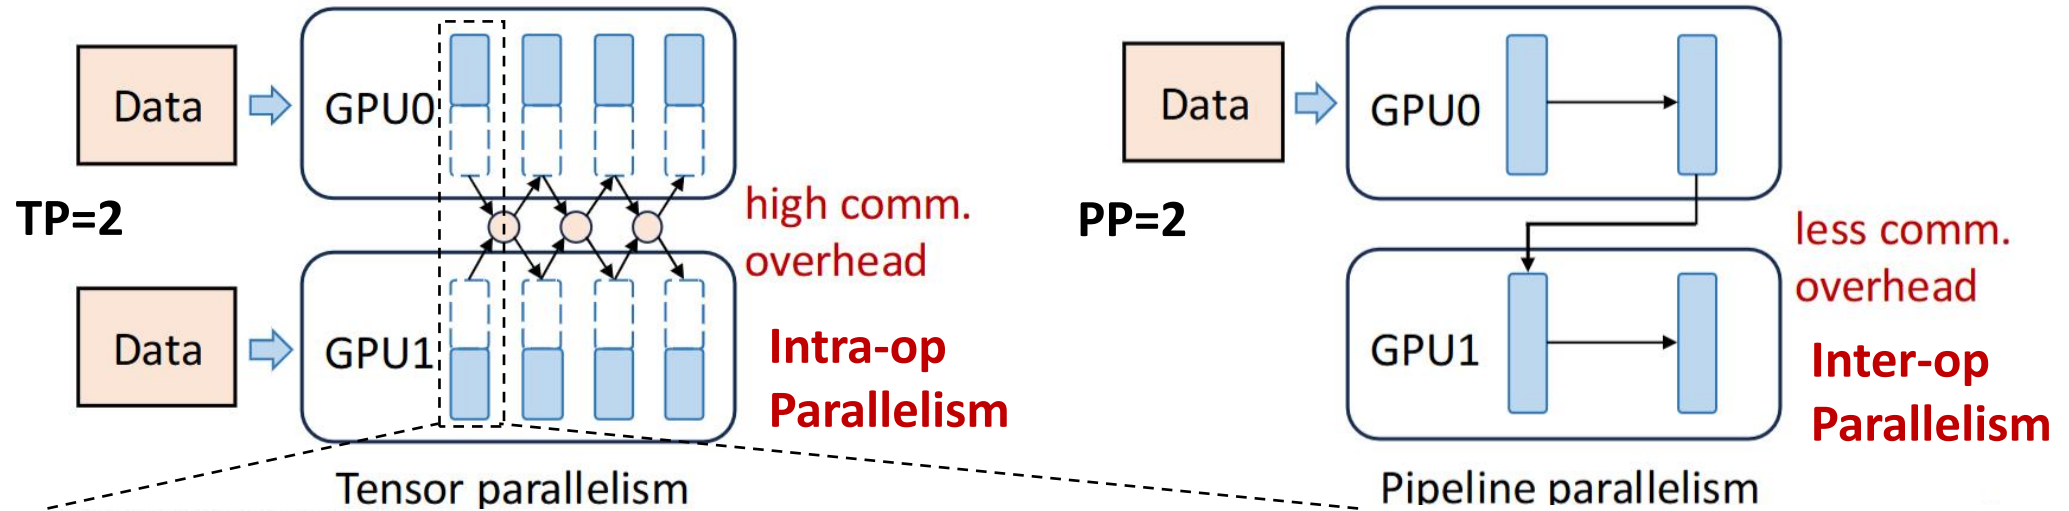 Data
GPU0
TP=2
high comm.
overhead
Data
GPU1
Intra-op
Parallelism
Tensor parallelism
Data
GPU0
PP=2
less comm.
overhead
GPU1
Inter-op
Parallelism
Pipeline parallelism